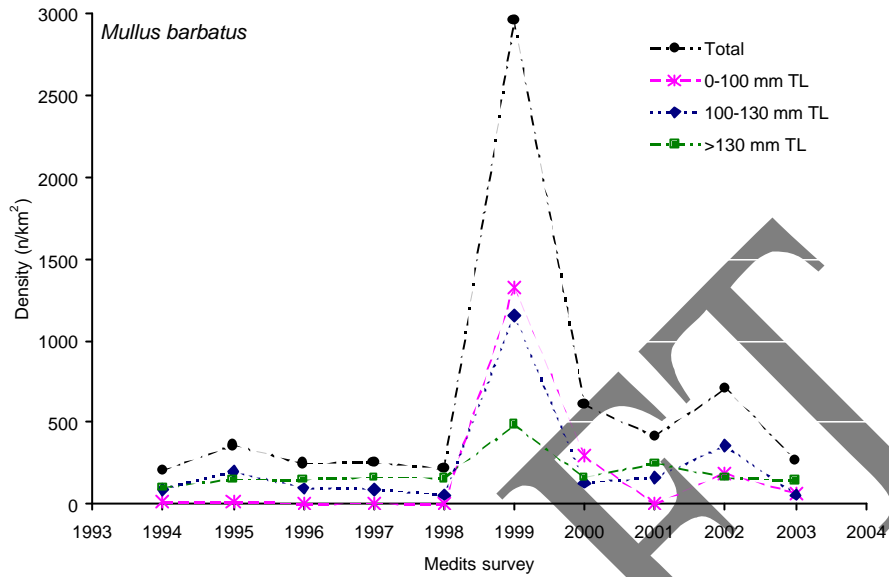 Mullus barbatus
Total
0-100 mm TL
100-130 mm TL
>130 mm TL
Density (n/km²)
3000
2500
2000
1500
1000
500
0
1993 1994 1995 1996 1997 1998 1999 2000 2001 2002 2003 2004
Medits survey
FT